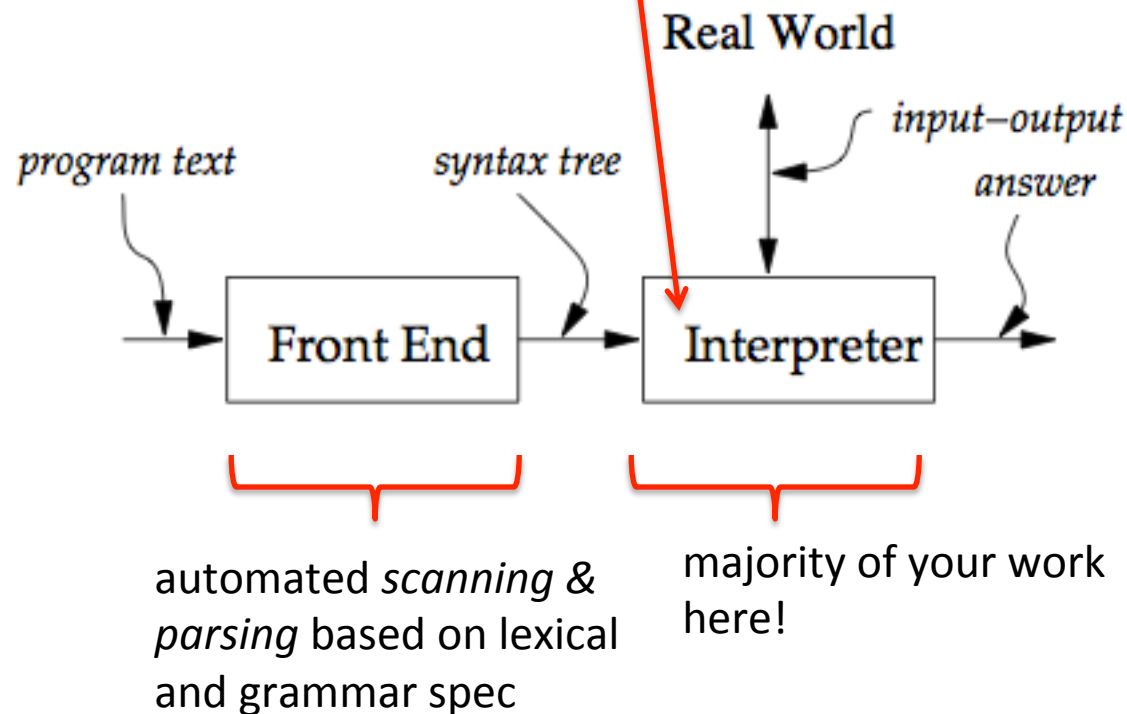 Real World
input–output
program text
syntax tree
answer
Front End
Interpreter
automated scanning &
parsing based on lexical
and grammar spec
majority of your work
here!